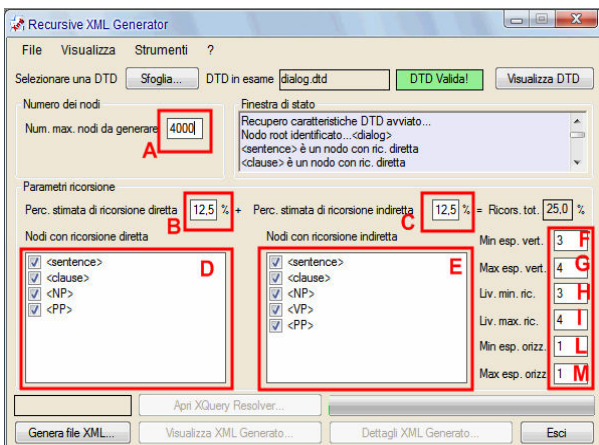 Recursive XML Generator
File Visualizza Strumenti ?
Selezionare una DTD Sfoglia... DTD in esame dialog.dtd DTD Valida! Visualizza DTD
Numero dei nodi Finestra di stato
Num. max. nodi da generare 4000
A
Recupero caratteristiche DTD avviato...
Nodo root identificato...<dialog>
<sentence> è un nodo con ric. diretta
<clause> è un nodo con ric. diretta
Parametri ricorsione
Perc. stimata di ricorsione diretta 12,5 % + Perc. stimata di ricorsione indiretta 12,5 % = Ricors. tot. 25,0 %
B C
Nodi con ricorsione diretta Nodi con ricorsione indiretta
D
<sentence>
<clause>
<NP>
<PP>
E
<sentence>
<clause>
<NP>
<VP>
<PP>
Min esp. vert. 3 F
Max esp. vert. 4 G
Liv. min. ric. 3 H
Liv. max. ric. 4 I
Min esp. orizz. 1 L
Max esp. orizz 1 M
Apri XQuery Resolver...
Genera file XML... Visualizza XML Generato... Dettagli XML Generato... Esci